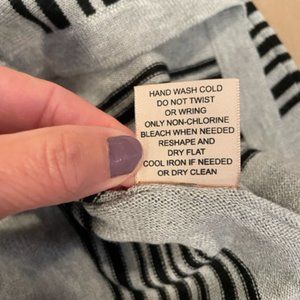 HAND WASH COLD
DO NOT TWIST
OR WRING
ONLY NON-CHLORINE
BLEACH WHEN NEEDED
RESHAPE AND
DRY FLAT
COOL IRON IF NEEDED
OR DRY CLEAN